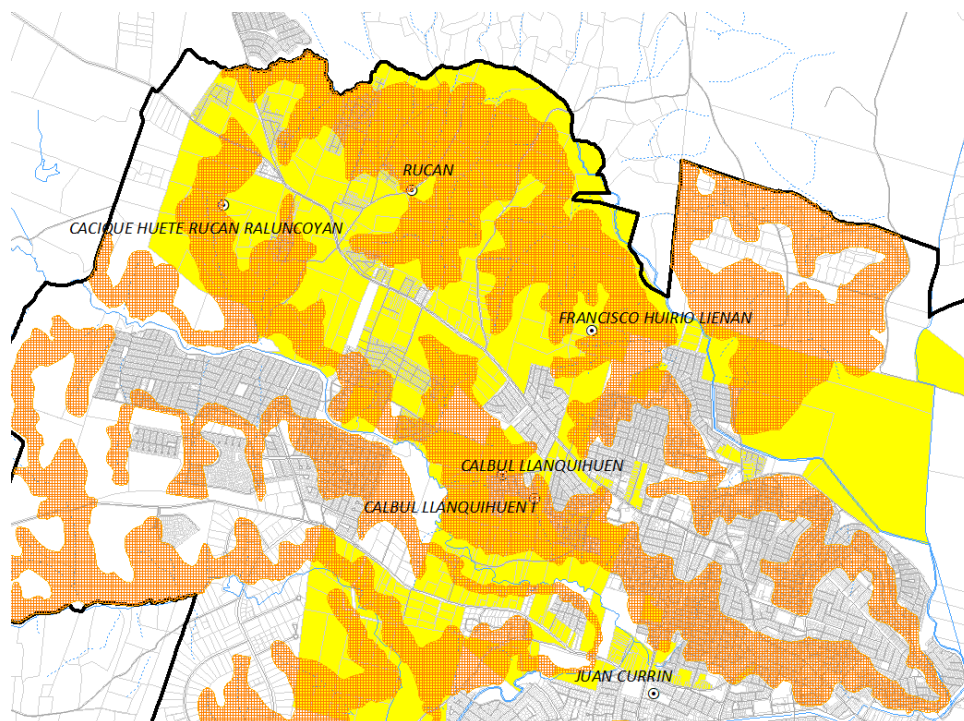 RUCAN
CACIQUE HUETE RUCAN RALUNCOYAN
FRANCISCO HUIRIO LIENAN
CALBUL LLANQUIHUEN
CALBUL LLANQUIHUEN I
JUAN CURRIN